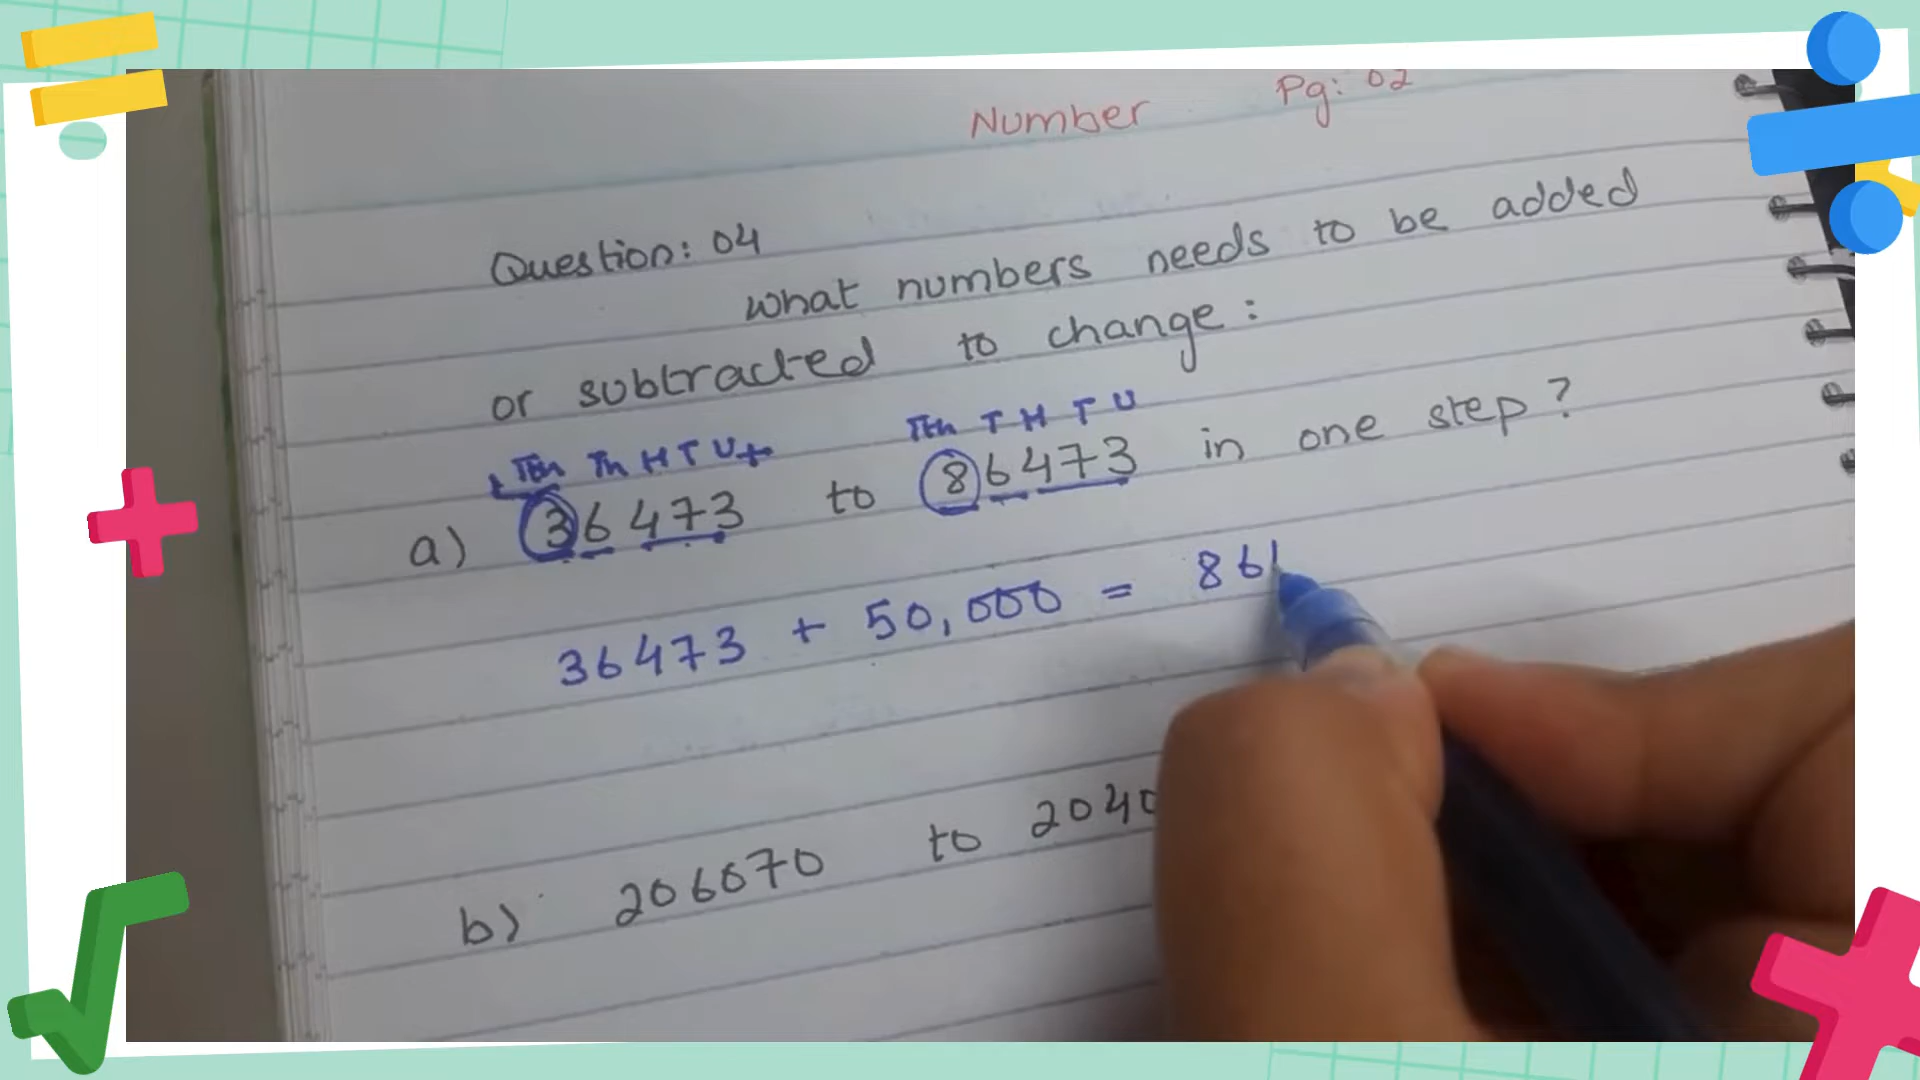 Number Pg: 02
Question: 04
What numbers needs to be added
or subtracted to change:
TTh Th H T U TTh T H T U
a) 36473 to 86473 in one step?
36473 + 50,000 = 86
b) 206070 to 2040